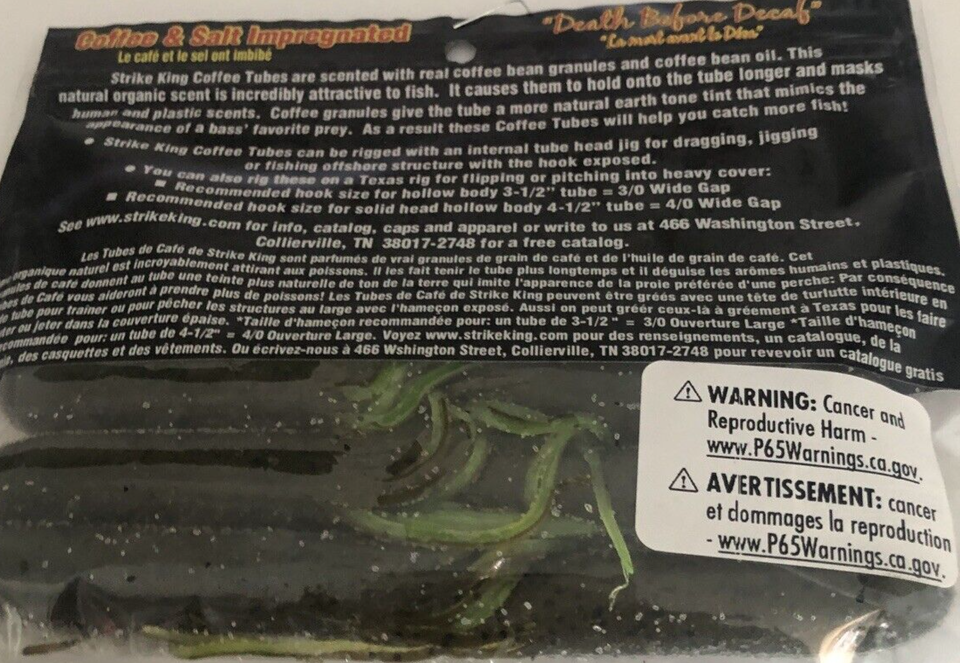 Coffee & Salt Impregnated
Le café et le sel ont imbibé
"Death Before Decaf"
"La mort avant la Déca"
Strike King Coffee Tubes are scented with real coffee bean granules and coffee bean oil. This
natural organic scent is incredibly attractive to fish. It causes them to hold onto the tube longer and masks
human and plastic scents. Coffee granules give the tube a more natural earth tone tint that mimics the
appearance of a bass' favorite prey. As a result these Coffee Tubes will help you catch more fish!
• Strike King Coffee Tubes can be rigged with an internal tube head jig for dragging, jigging
or fishing offshore structure with the hook exposed.
• You can also rig these on a Texas rig for flipping or pitching into heavy cover:
■ Recommended hook size for hollow body 3-1/2" tube = 3/0 Wide Gap
■ Recommended hook size for solid head hollow body 4-1/2" tube = 4/0 Wide Gap
See www.strikeking.com for info, catalog, caps and apparel or write to us at 466 Washington Street,
Collierville, TN 38017-2748 for a free catalog.
Les Tubes de Café de Strike King sont parfumés de vrai granules de grain de café et de l'huile de grain de café. Cet
organique naturel est incroyablement attirant aux poissons. Il les fait tenir le tube plus longtemps et il déguise les arômes humains et plastiques.
de café donnent au tube une teinte plus naturelle de ton de la terre qui imite l'apparence de la proie préférée d'une perche: Par conséquence
de Café vous aideront à prendre plus de poissons! Les Tubes de Café de Strike King peuvent être gréés avec une tête de turlutte intérieure en
tube pour traîner ou pour pêcher les structures au large avec l'hameçon exposé. Aussi on peut gréér ceux-là à gréement à Texas pour les faire
ou jeter dans la couverture épaise. *Taille d'hameçon recommandée pour: un tube de 3-1/2" = 3/0 Ouverture Large *Taille d'hameçon
pour: un tube de 4-1/2" = 4/0 Ouverture Large. Voyez www.strikeking.com pour des renseignements, un catalogue, de la
des casquettes et des vêtements. Ou écrivez-nous à 466 Wshington Street, Collierville, TN 38017-2748 pour revevoir un catalogue gratis
⚠ WARNING: Cancer and
Reproductive Harm -
www.P65Warnings.ca.gov.
⚠ AVERTISSEMENT: cancer
et dommages la reproduction
- www.P65Warnings.ca.gov.